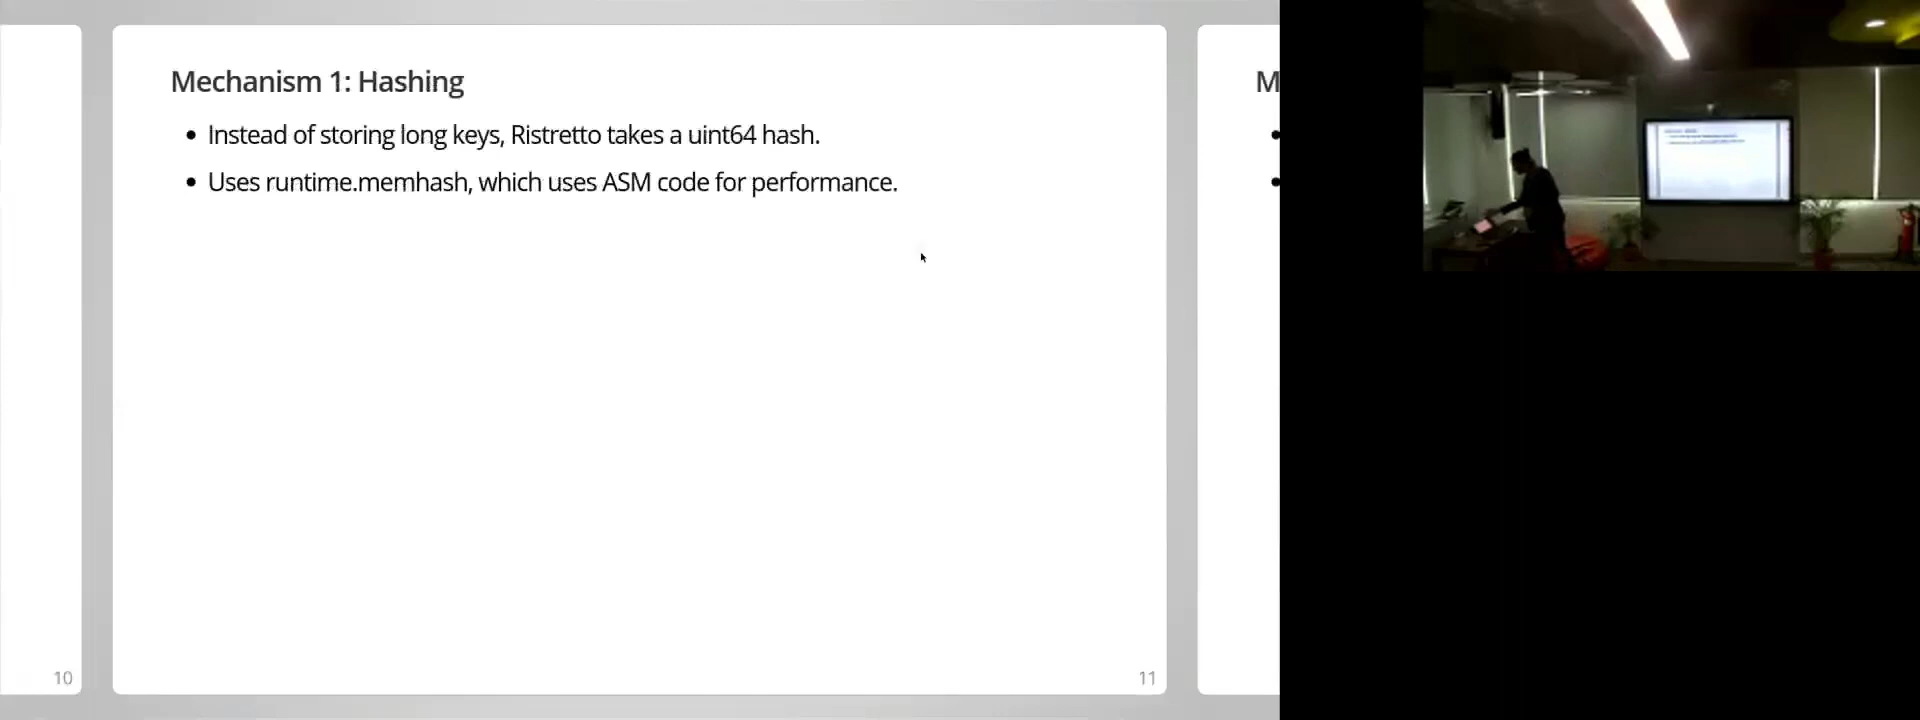 Mechanism 1: Hashing
• Instead of storing long keys, Ristretto takes a uint64 hash.
• Uses runtime.memhash, which uses ASM code for performance.
10
11
M